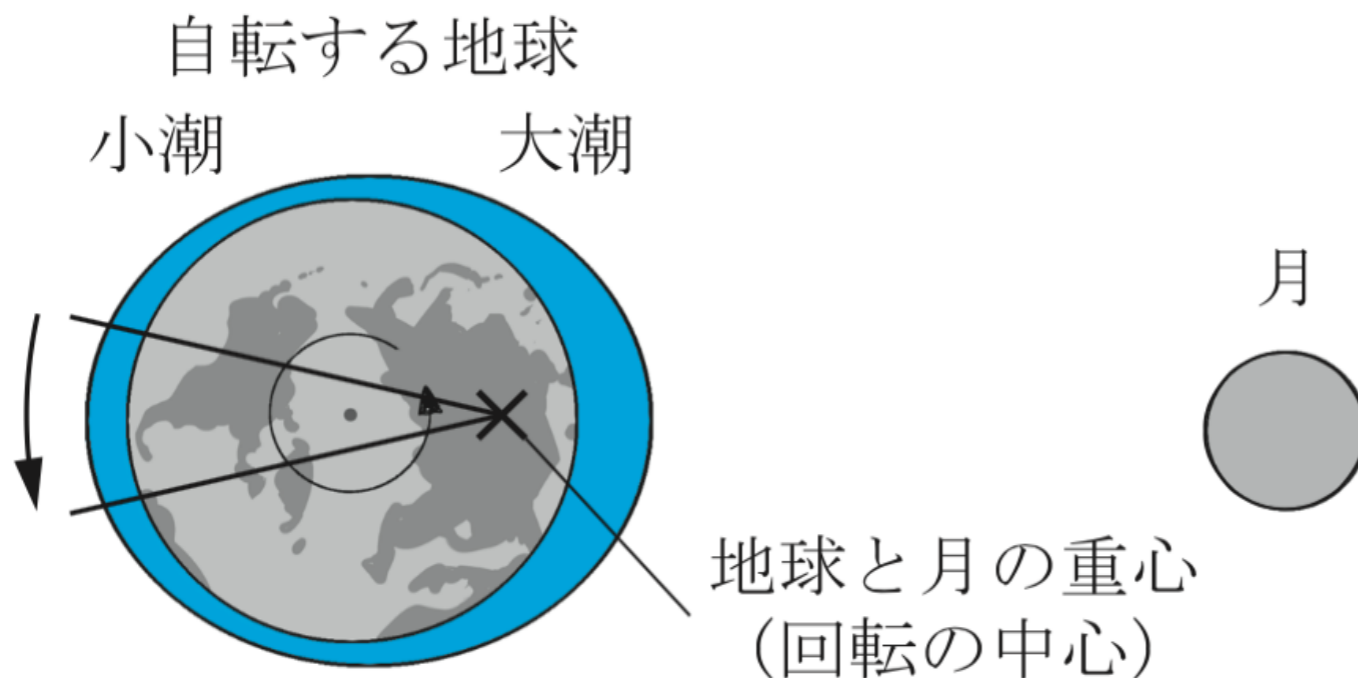 自転する地球
小潮
大潮
月
地球と月の重心
(回転の中心)